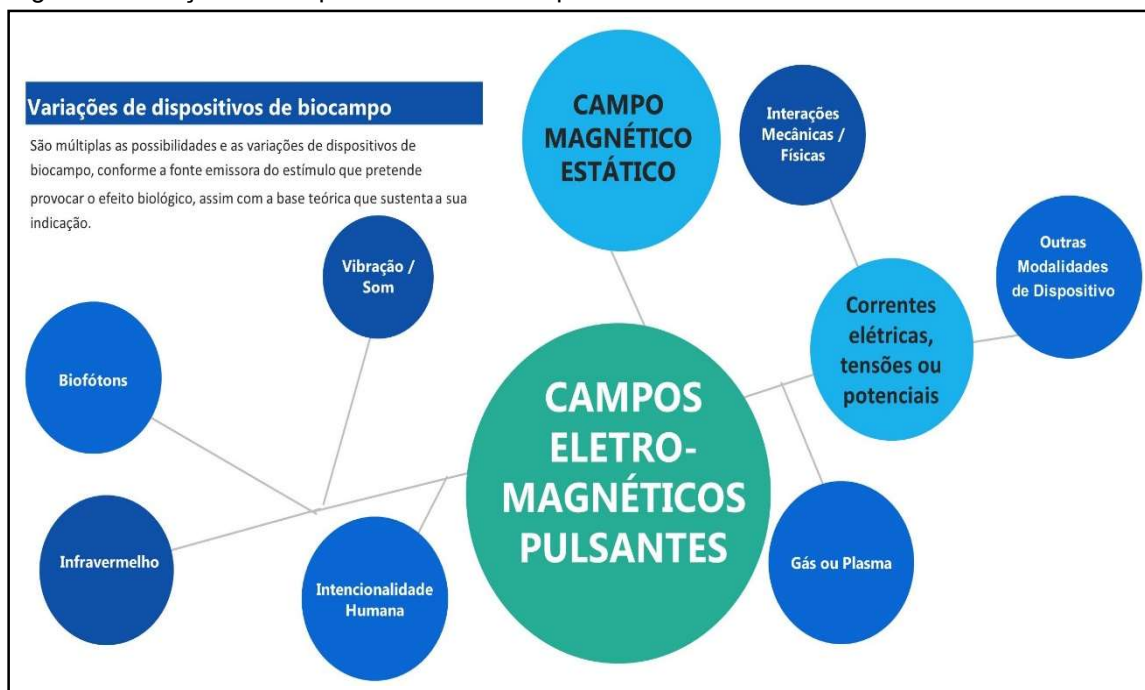 Variações de dispositivos de biocampo
São múltiplas as possibilidades e as variações de dispositivos de
biocampo, conforme a fonte emissora do estímulo que pretende
provocar o efeito biológico, assim com a base teórica que sustenta a sua
indicação.
CAMPO
MAGNÉTICO
ESTÁTICO
Interações
Mecânicas /
Físicas
Outras
Modalidades
de Dispositivo
Vibração /
Som
Correntes
elétricas,
tensões ou
potenciais
Biofótons
CAMPOS
ELETRO-
MAGNÉTICOS
PULSANTES
Infravermelho
Intencionalidade
Humana
Gás ou Plasma